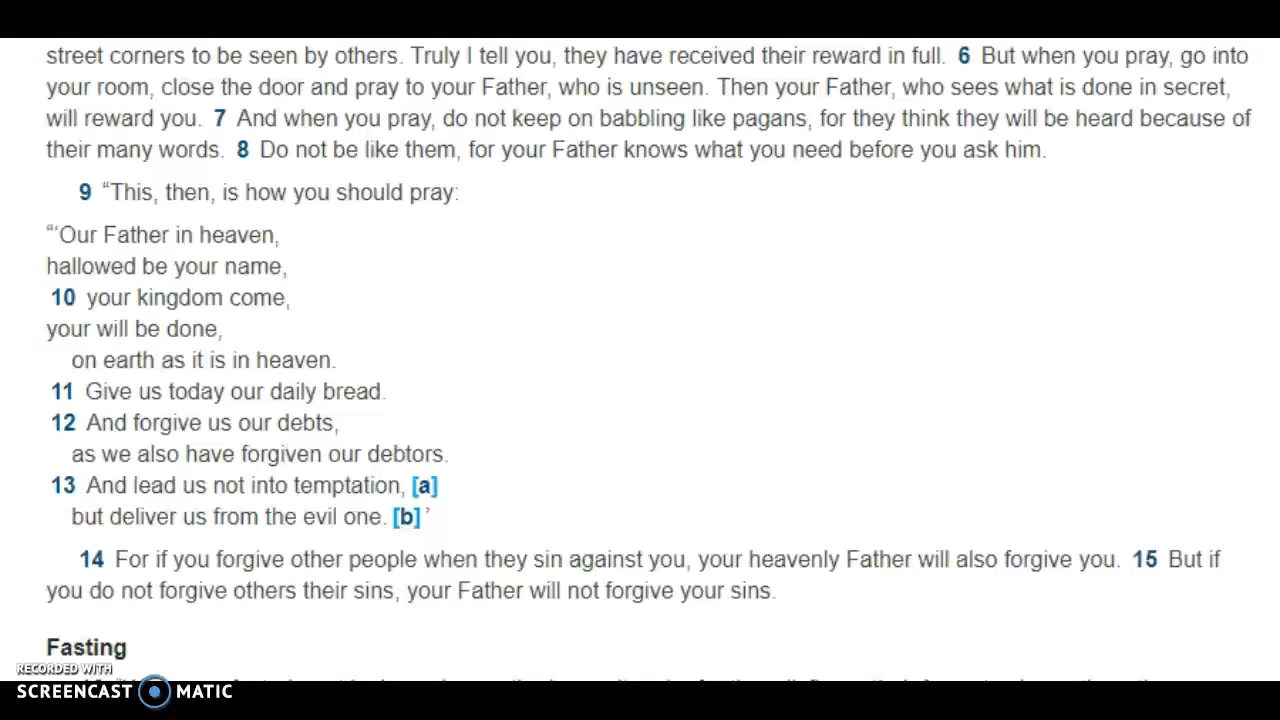 street corners to be seen by others. Truly I tell you, they have received their reward in full. 6 But when you pray, go into
your room, close the door and pray to your Father, who is unseen. Then your Father, who sees what is done in secret,
will reward you. 7 And when you pray, do not keep on babbling like pagans, for they think they will be heard because of
their many words. 8 Do not be like them, for your Father knows what you need before you ask him.
9 “This, then, is how you should pray:
“‘Our Father in heaven,
hallowed be your name,
10 your kingdom come,
your will be done,
on earth as it is in heaven.
11 Give us today our daily bread.
12 And forgive us our debts,
as we also have forgiven our debtors.
13 And lead us not into temptation, [a]
but deliver us from the evil one. [b] ’
14 For if you forgive other people when they sin against you, your heavenly Father will also forgive you. 15 But if
you do not forgive others their sins, your Father will not forgive your sins.
Fasting
RECORDED WITH
SCREENCAST MATIC